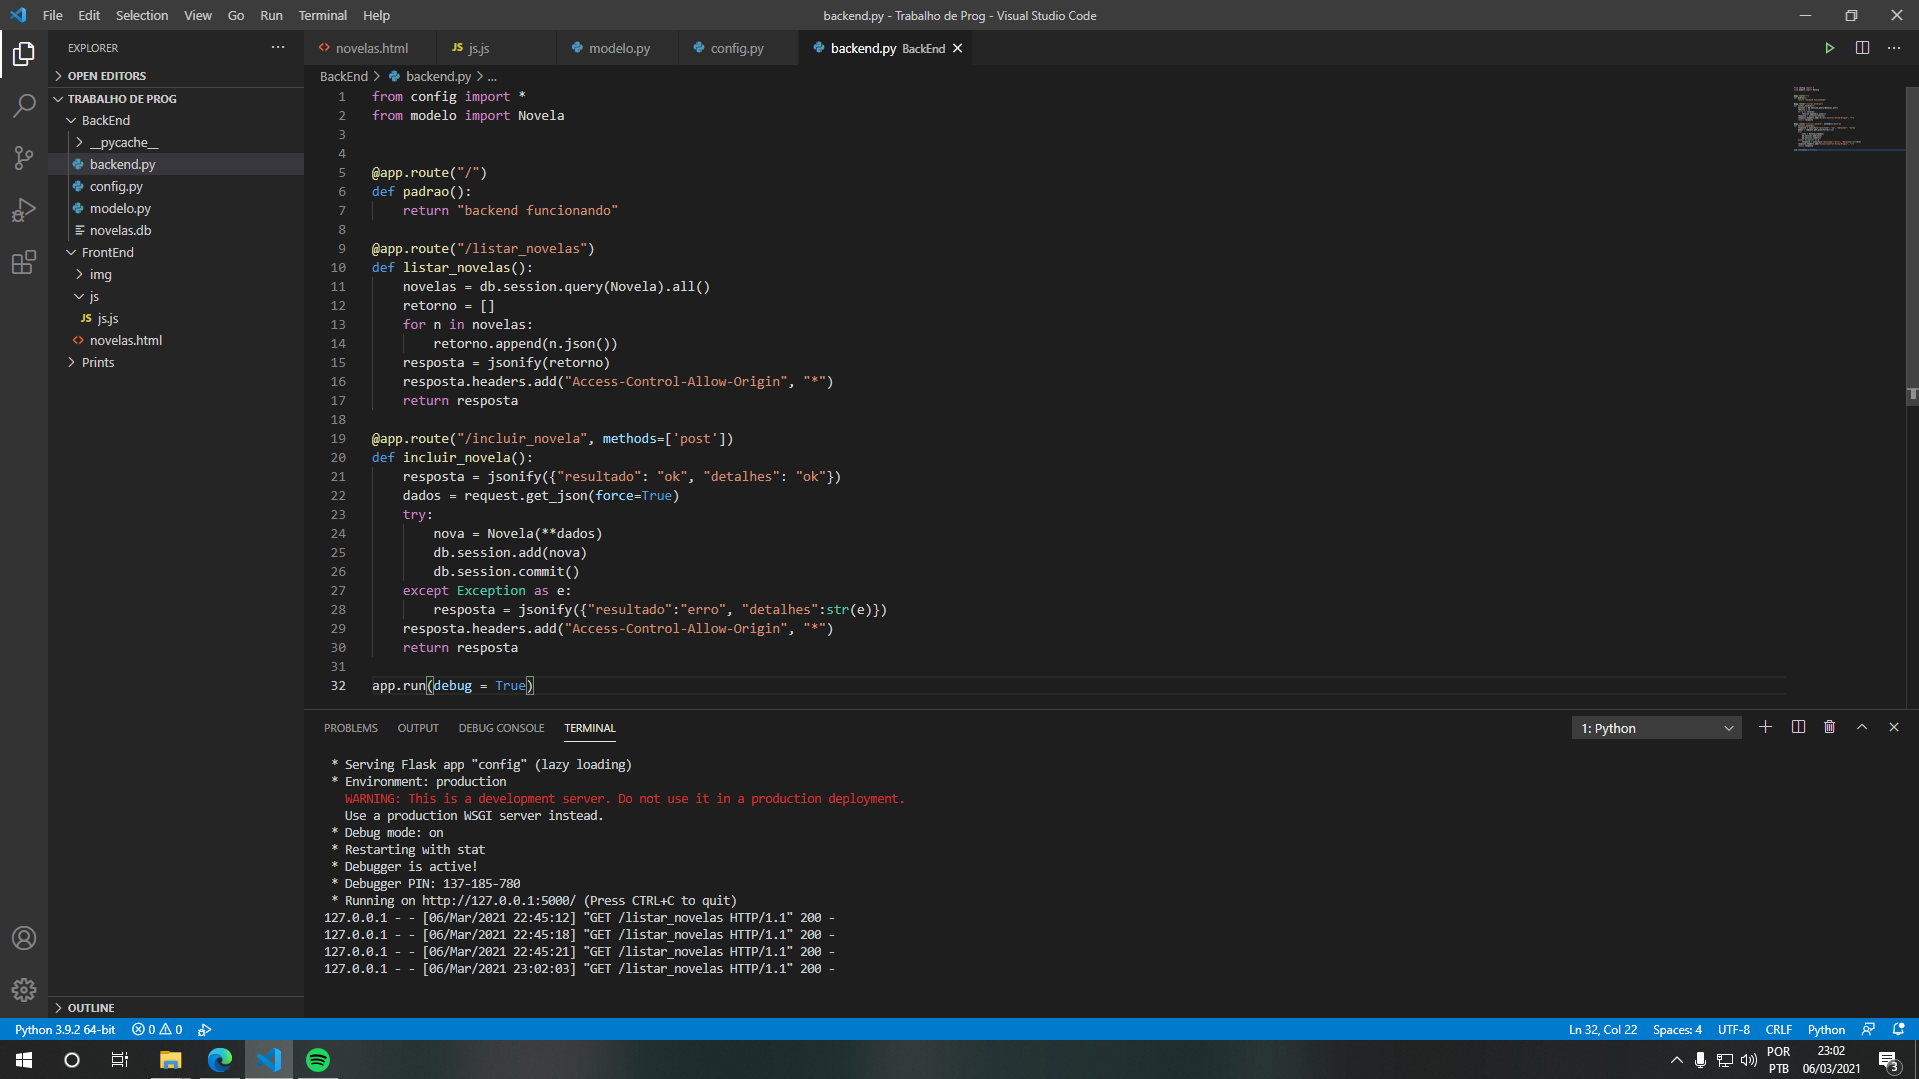 File Edit Selection View Go Run Terminal Help
backend.py - Trabalho de Prog - Visual Studio Code
EXPLORER
OPEN EDITORS
TRABALHO DE PROG
BackEnd
__pycache__
backend.py
config.py
modelo.py
novelas.db
FrontEnd
img
js
JS js.js
novelas.html
Prints
OUTLINE
novelas.html JS js.js modelo.py config.py backend.py BackEnd
BackEnd > backend.py > ...
1 from config import *
2 from modelo import Novela
3
4
5 @app.route("/")
6 def padrao():
7     return "backend funcionando"
8
9 @app.route("/listar_novelas")
10 def listar_novelas():
11     novelas = db.session.query(Novela).all()
12     retorno = []
13     for n in novelas:
14         retorno.append(n.json())
15     resposta = jsonify(retorno)
16     resposta.headers.add("Access-Control-Allow-Origin", "*")
17     return resposta
18
19 @app.route("/incluir_novela", methods=['post'])
20 def incluir_novela():
21     resposta = jsonify({"resultado": "ok", "detalhes": "ok"})
22     dados = request.get_json(force=True)
23     try:
24         nova = Novela(**dados)
25         db.session.add(nova)
26         db.session.commit()
27     except Exception as e:
28         resposta = jsonify({"resultado":"erro", "detalhes":str(e)})
29     resposta.headers.add("Access-Control-Allow-Origin", "*")
30     return resposta
31
32 app.run(debug = True)
PROBLEMS OUTPUT DEBUG CONSOLE TERMINAL
1: Python
* Serving Flask app "config" (lazy loading)
* Environment: production
WARNING: This is a development server. Do not use it in a production deployment.
Use a production WSGI server instead.
* Debug mode: on
* Restarting with stat
* Debugger is active!
* Debugger PIN: 137-185-780
* Running on http://127.0.0.1:5000/ (Press CTRL+C to quit)
127.0.0.1 - - [06/Mar/2021 22:45:12] "GET /listar_novelas HTTP/1.1" 200 -
127.0.0.1 - - [06/Mar/2021 22:45:18] "GET /listar_novelas HTTP/1.1" 200 -
127.0.0.1 - - [06/Mar/2021 22:45:21] "GET /listar_novelas HTTP/1.1" 200 -
127.0.0.1 - - [06/Mar/2021 23:02:03] "GET /listar_novelas HTTP/1.1" 200 -
Python 3.9.2 64-bit 0 0
Ln 32, Col 22 Spaces: 4 UTF-8 CRLF Python
POR
PTB
23:02
06/03/2021
3